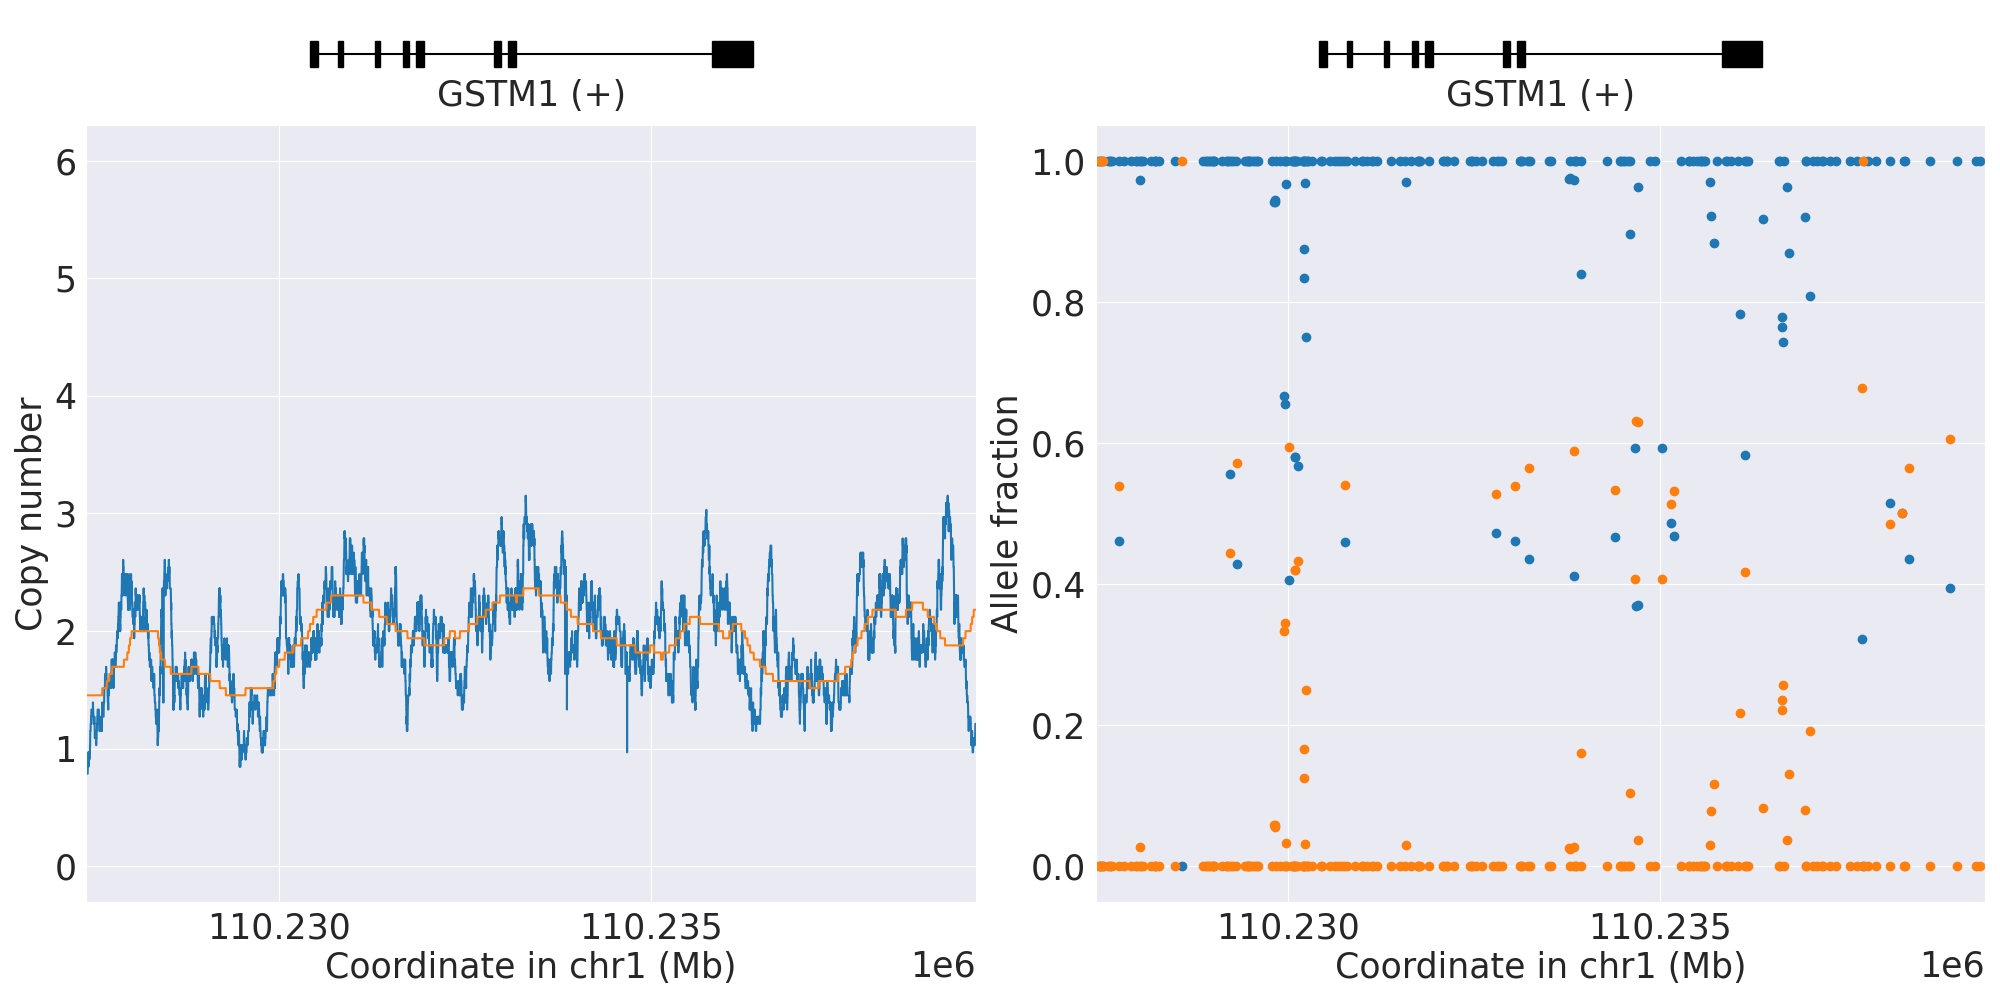 GSTM1 (+)
6
5
4
3
2
1
0
Copy number
110.230
110.235
Coordinate in chr1 (Mb)
1e6
GSTM1 (+)
1.0
0.8
0.6
0.4
0.2
0.0
Allele fraction
110.230
110.235
Coordinate in chr1 (Mb)
1e6